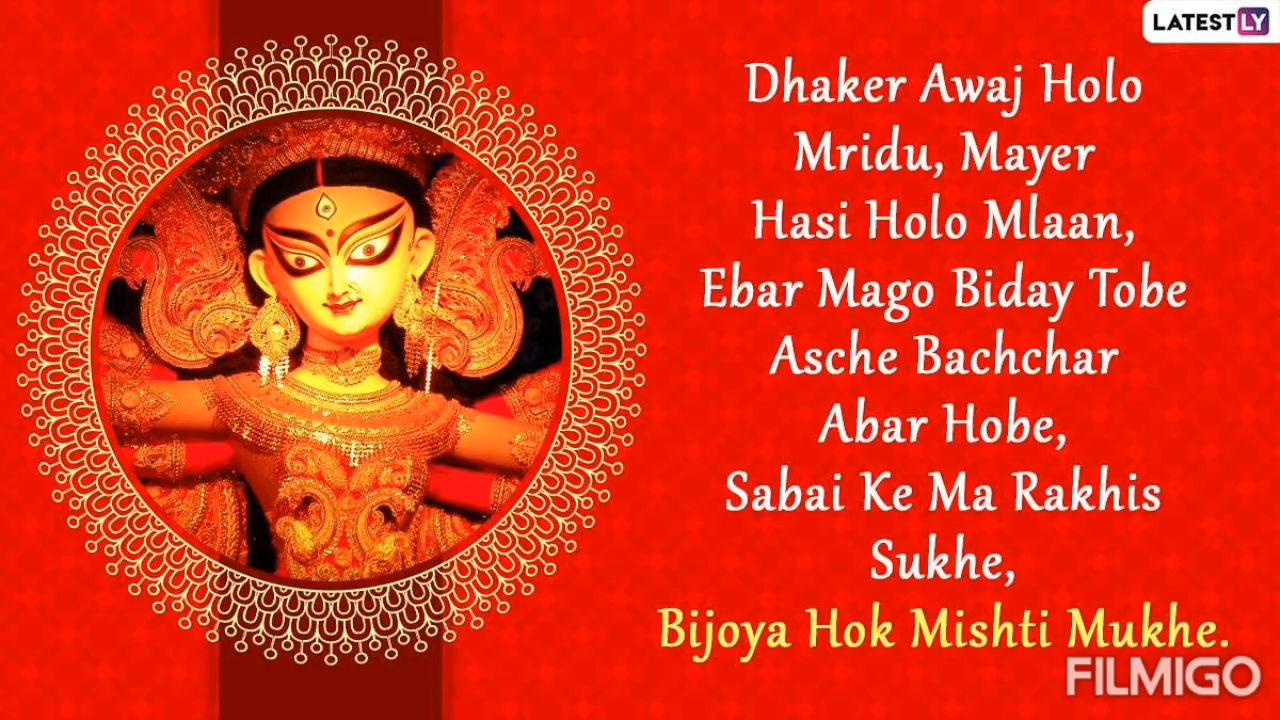 LATESTLY
Dhaker Awaj Holo
Mridu, Mayer
Hasi Holo Mlaan,
Ebar Mago Biday Tobe
Asche Bachchar
Abar Hobe,
Sabai Ke Ma Rakhis
Sukhe,
Bijoya Hok Mishti Mukhe.
FILMIGO